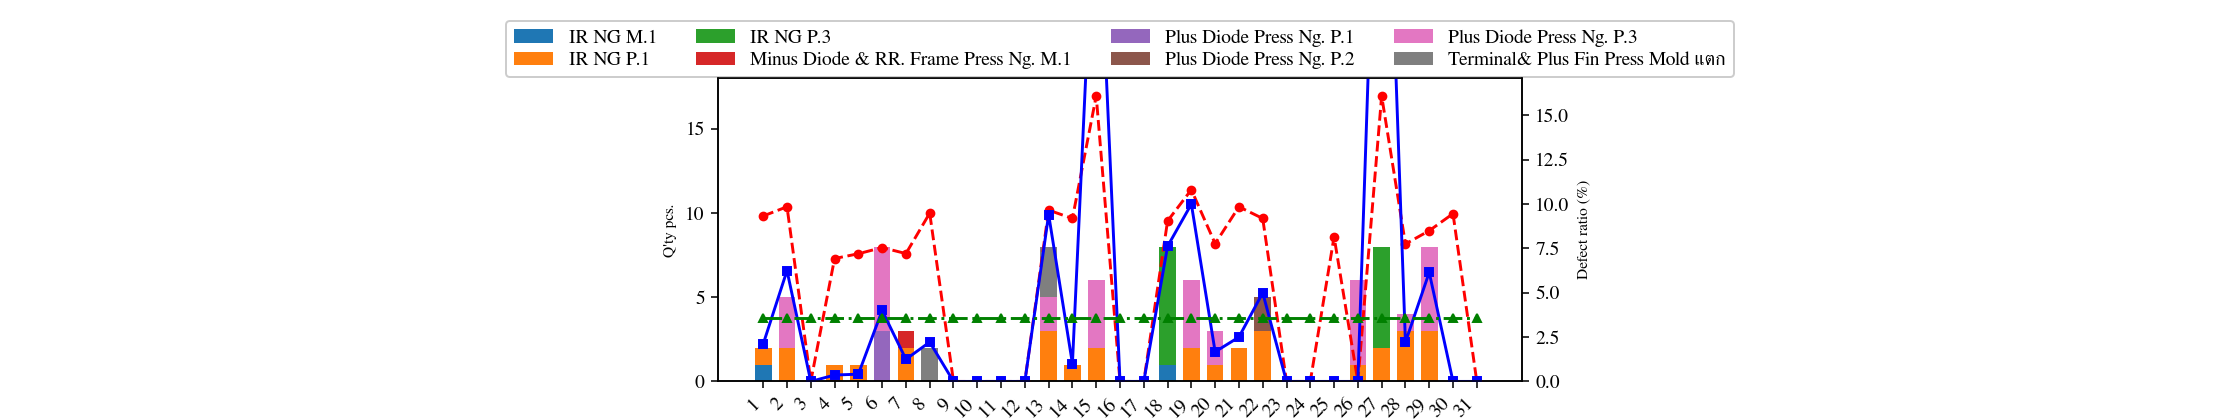 IR NG M.1 IR NG P.3 Plus Diode Press Ng. P.1 Plus Diode Press Ng. P.3
IR NG P.1 Minus Diode & RR. Frame Press Ng. M.1 Plus Diode Press Ng. P.2 Terminal& Plus Fin Press Mold แตก
Q'ty pcs.
15
10
5
0
15.0
12.5
10.0
7.5
5.0
2.5
0.0
Defect ratio (%)
1 2 3 4 5 6 7 8 9 10 11 12 13 14 15 16 17 18 19 20 21 22 23 24 25 26 27 28 29 30 31